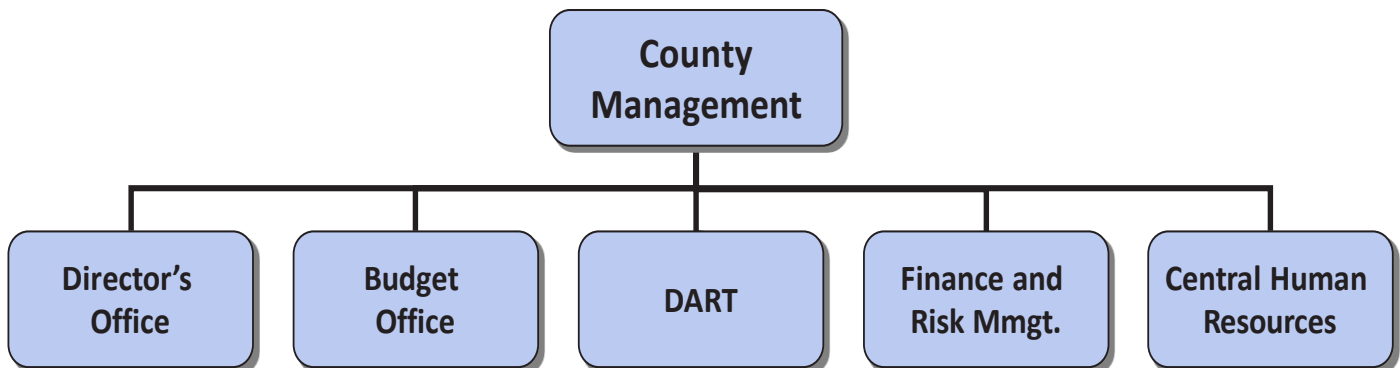 County
Management
Director’s
Office
Budget
Office
DART
Finance and
Risk Mmgt.
Central Human
Resources